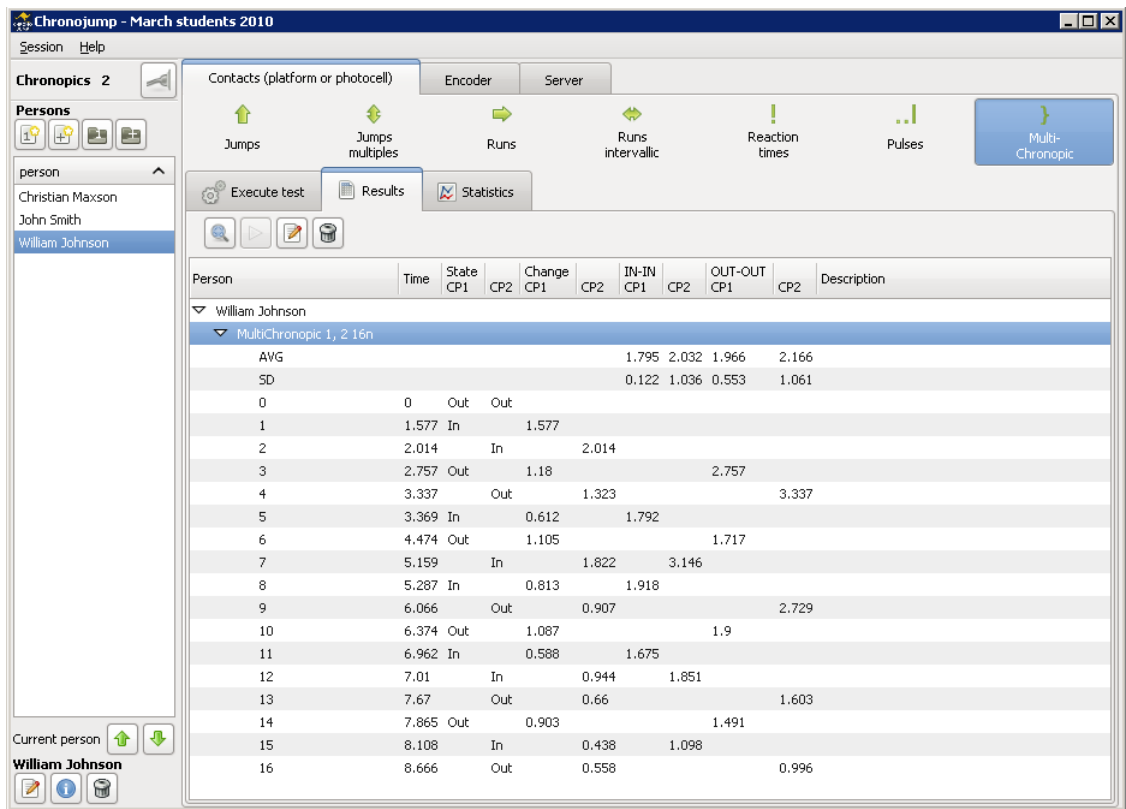 Chronojump - March students 2010
Session Help
Chronopics 2
Contacts (platform or photocell) Encoder Server
Persons
Jumps
Jumps
multiples
Runs
Runs
intervallic
Reaction
times
Pulses
Multi-
Chronopic
person
Christian Maxson
John Smith
William Johnson
Execute test Results Statistics
Person Time State CP1 CP2 Change CP1 CP2 IN-IN CP1 CP2 OUT-OUT CP1 CP2 Description
William Johnson
MultiChronopic 1, 2 16n
AVG 1.795 2.032 1.966 2.166
SD 0.122 1.036 0.553 1.061
0 0 Out Out
1 1.577 In 1.577
2 2.014 In 2.014
3 2.757 Out 1.18 2.757
4 3.337 Out 1.323 3.337
5 3.369 In 0.612 1.792
6 4.474 Out 1.105 1.717
7 5.159 In 1.822 3.146
8 5.287 In 0.813 1.918
9 6.066 Out 0.907 2.729
10 6.374 Out 1.087 1.9
11 6.962 In 0.588 1.675
12 7.01 In 0.944 1.851
13 7.67 Out 0.66 1.603
14 7.865 Out 0.903 1.491
15 8.108 In 0.438 1.098
16 8.666 Out 0.558 0.996
Current person
William Johnson